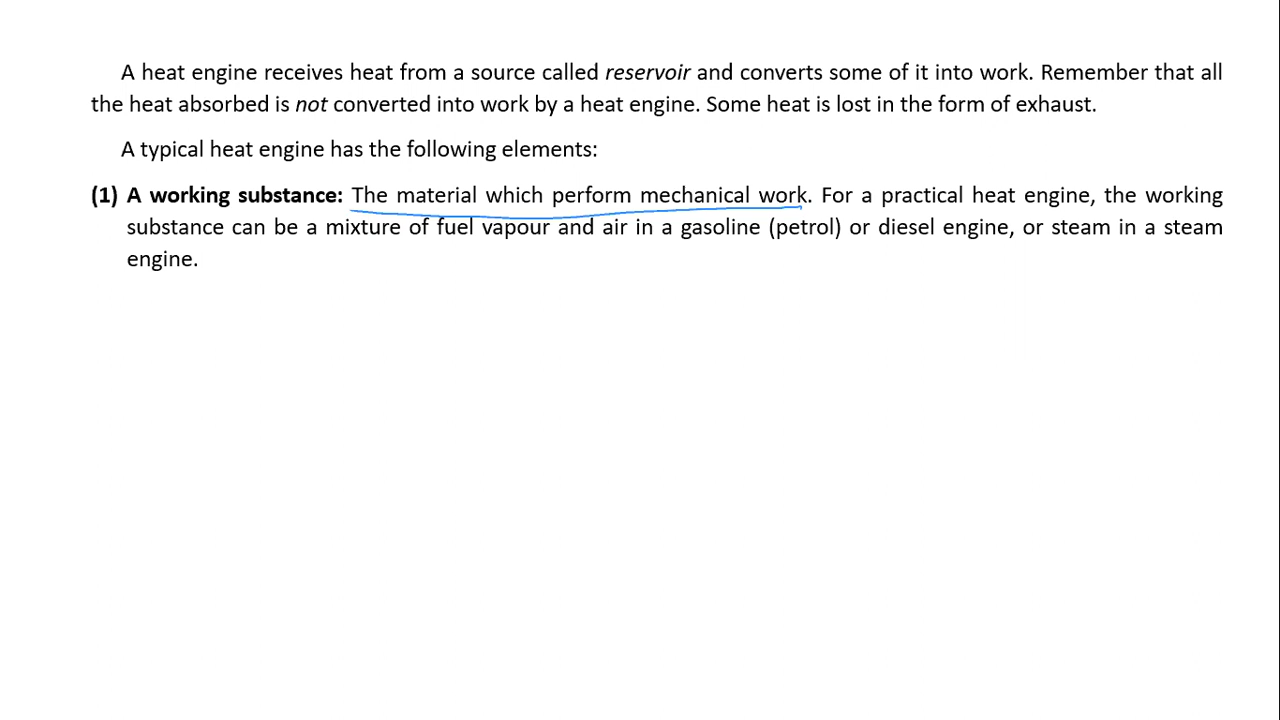 A heat engine receives heat from a source called reservoir and converts some of it into work. Remember that all
the heat absorbed is not converted into work by a heat engine. Some heat is lost in the form of exhaust.
A typical heat engine has the following elements:
(1) A working substance: The material which perform mechanical work. For a practical heat engine, the working
substance can be a mixture of fuel vapour and air in a gasoline (petrol) or diesel engine, or steam in a steam
engine.